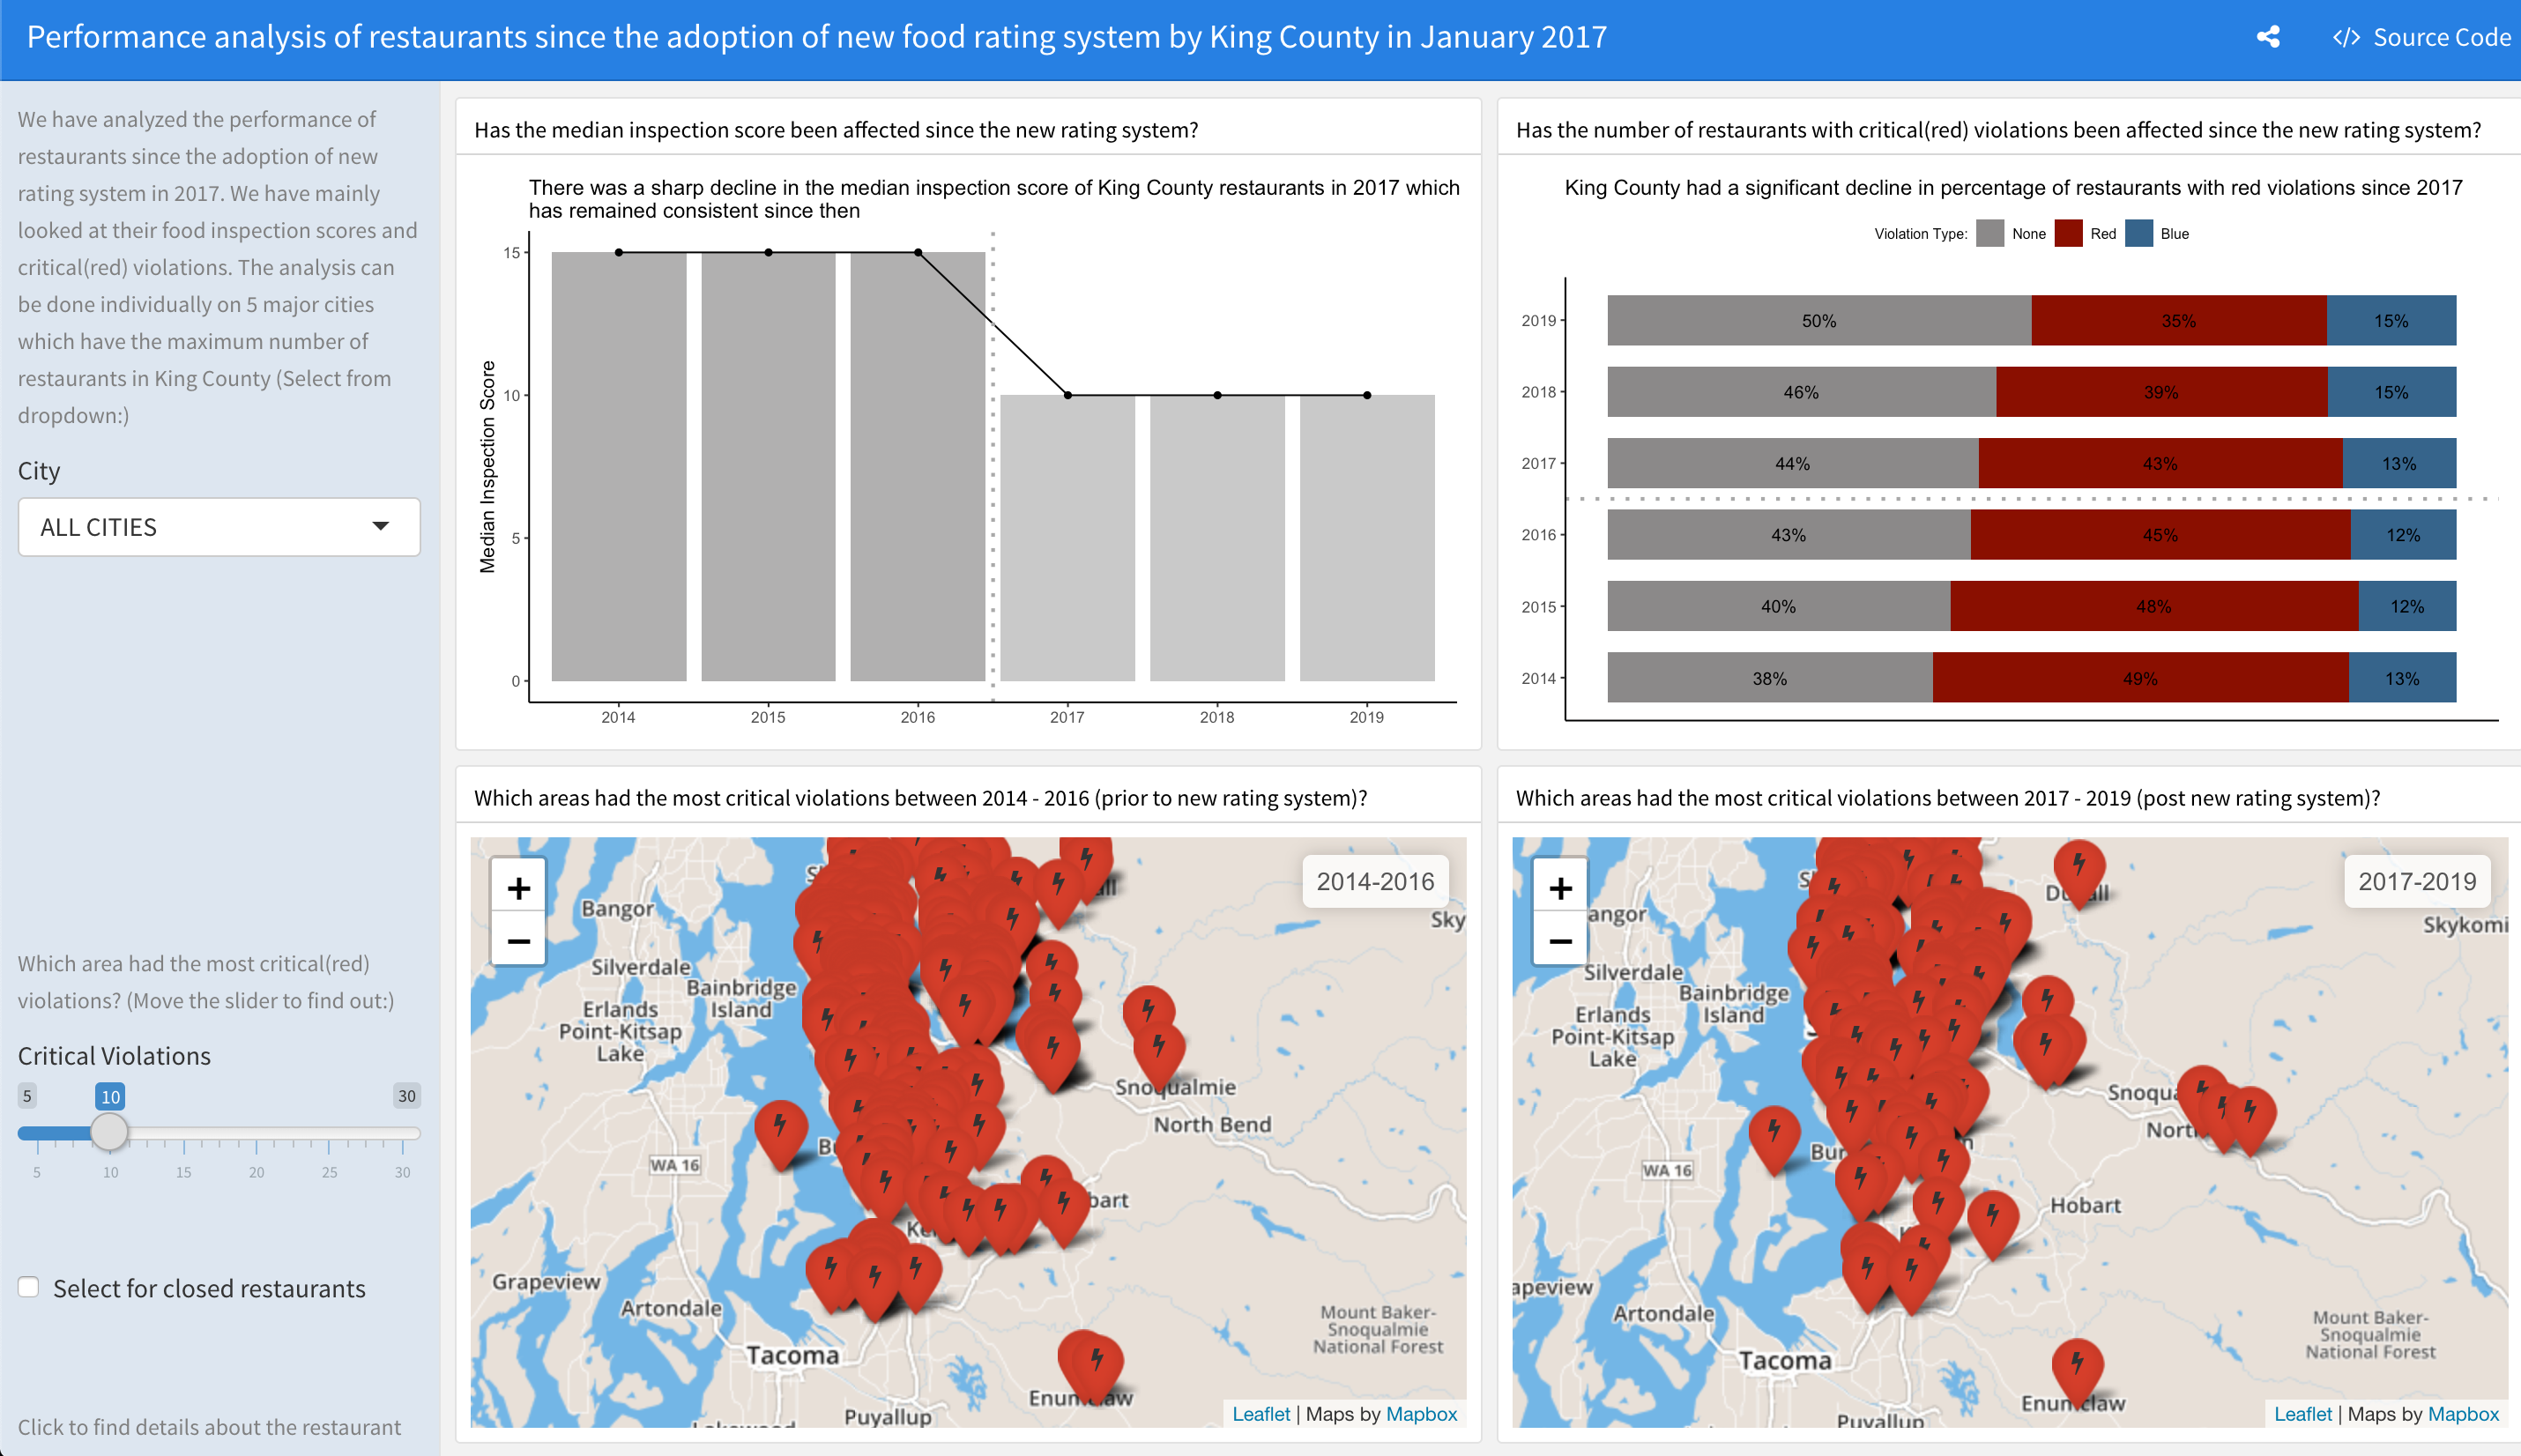 Performance analysis of restaurants since the adoption of new food rating system by King County in January 2017
</> Source Code
We have analyzed the performance of
restaurants since the adoption of new
rating system in 2017. We have mainly
looked at their food inspection scores and
critical(red) violations. The analysis can
be done individually on 5 major cities
which have the maximum number of
restaurants in King County (Select from
dropdown:)
City
ALL CITIES
Which area had the most critical(red)
violations? (Move the slider to find out:)
Critical Violations
5 10 30
5 10 15 20 25 30
Select for closed restaurants
Click to find details about the restaurant
Has the median inspection score been affected since the new rating system?
There was a sharp decline in the median inspection score of King County restaurants in 2017 which
has remained consistent since then
Median Inspection Score
15
10
5
0
2014 2015 2016 2017 2018 2019
Has the number of restaurants with critical(red) violations been affected since the new rating system?
King County had a significant decline in percentage of restaurants with red violations since 2017
Violation Type: None Red Blue
2019 50% 35% 15%
2018 46% 39% 15%
2017 44% 43% 13%
2016 43% 45% 12%
2015 40% 48% 12%
2014 38% 49% 13%
Which areas had the most critical violations between 2014 - 2016 (prior to new rating system)?
+
−
2014-2016
Bangor
Sky
Silverdale
Bainbridge
Island
Erlands
Point-Kitsap
Lake
Snoqualmie
North Bend
WA 16
Grapeview
Artondale
Mount Baker-
Snoqualmie
National Forest
Tacoma
Enumclaw
Puyallup
Leaflet | Maps by Mapbox
Which areas had the most critical violations between 2017 - 2019 (post new rating system)?
+
−
2017-2019
angor
Skykomi
Silverdale
Bainbridge
Island
Erlands
Point-Kitsap
Lake
Snoqua
WA 16
Hobart
apeview
Artondale
Mount Baker-
Snoqualmie
National Forest
Tacoma
Enumclaw
Puyallup
Leaflet | Maps by Mapbox